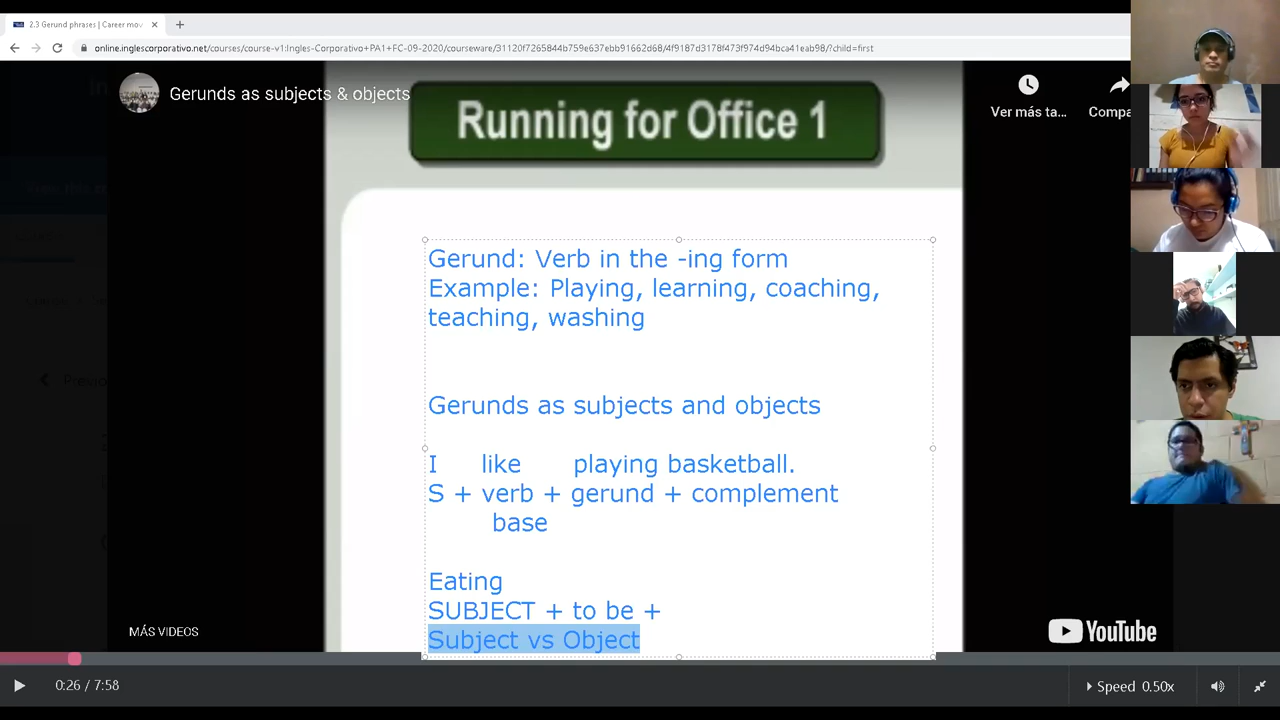 2.3 Gerund phrases | Career mov
online.inglescorporativo.net/courses/course-v1:Ingles-Corporativo+PA1+FC-09-2020/courseware/31120f7265844b759e637ebb91662d68/4f9187d3178f473f974d94bca41eab98/?child=first
Gerunds as subjects & objects
Running for Office 1
Ver más ta...
Compa
Gerund: Verb in the -ing form
Example: Playing, learning, coaching,
teaching, washing
Gerunds as subjects and objects
I like playing basketball.
S + verb + gerund + complement
base
Eating
SUBJECT + to be +
Subject vs Object
MÁS VIDEOS
YouTube
0:26 / 7:58
Speed 0.50x